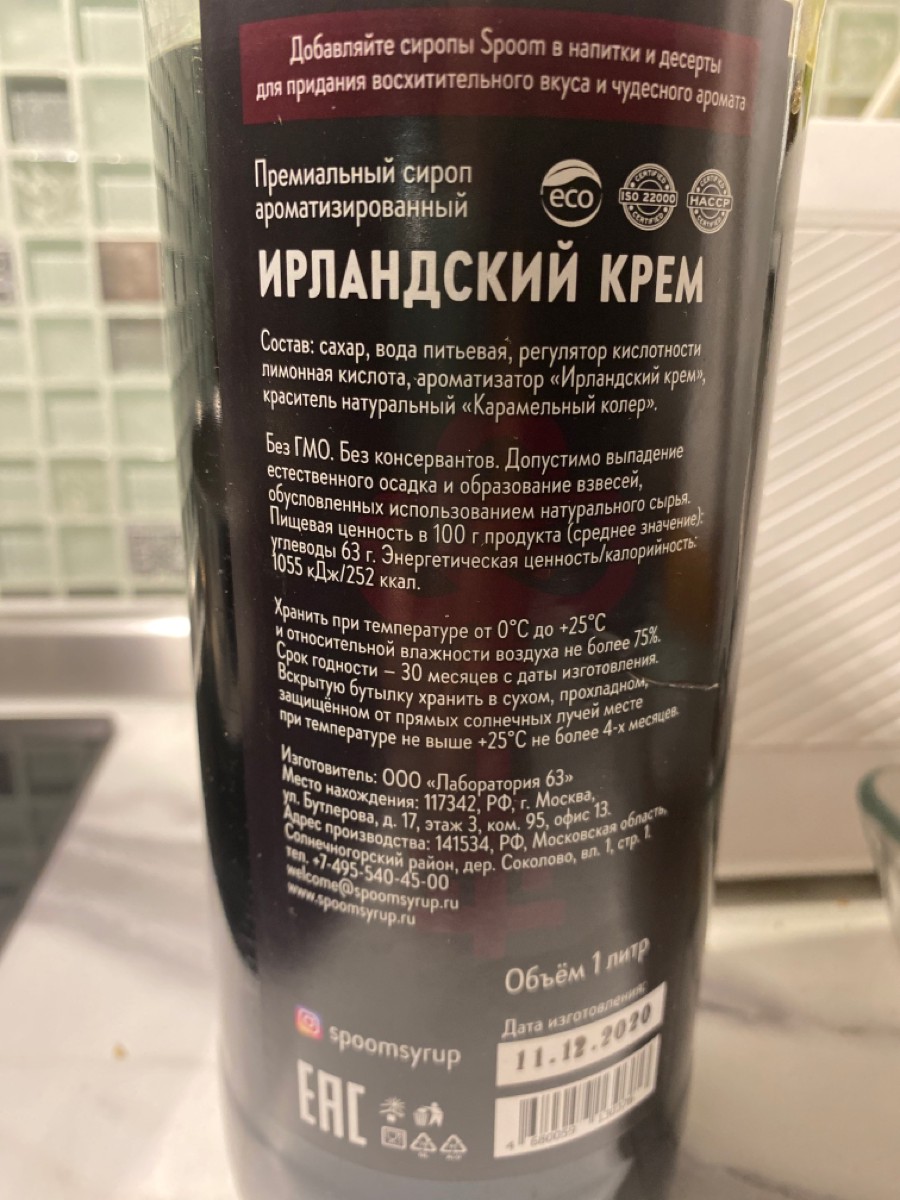 Добавляйте сиропы Spoom в напитки и десерты
для придания восхитительного вкуса и чудесного аромата
Премиальный сироп
ароматизированный
eco
CERTIFIED ISO 22000 CERTIFIED
CERTIFIED HACCP CERTIFIED
ИРЛАНДСКИЙ КРЕМ
Состав: сахар, вода питьевая, регулятор кислотности
лимонная кислота, ароматизатор «Ирландский крем»,
краситель натуральный «Карамельный колер».
Без ГМО. Без консервантов. Допустимо выпадение
естественного осадка и образование взвесей,
обусловленных использованием натурального сырья.
Пищевая ценность в 100 г продукта (среднее значение):
углеводы 63 г. Энергетическая ценность/калорийность:
1055 кДж/252 ккал.
Хранить при температуре от 0°C до +25°C
и относительной влажности воздуха не более 75%.
Срок годности – 30 месяцев с даты изготовления.
Вскрытую бутылку хранить в сухом, прохладном,
защищённом от прямых солнечных лучей месте
при температуре не выше +25°C не более 4-х месяцев.
Изготовитель: ООО «Лаборатория 63»
Место нахождения: 117342, РФ, г. Москва,
ул. Бутлерова, д. 17, этаж 3, ком. 95, офис 13.
Адрес производства: 141534, РФ, Московская область,
Солнечногорский район, дер. Соколово, вл. 1, стр. 1.
тел. +7-495-540-45-00
welcome@spoomsyrup.ru
www.spoomsyrup.ru
Объём 1 литр
Дата изготовления:
11.12.2020
spoomsyrup
EAC